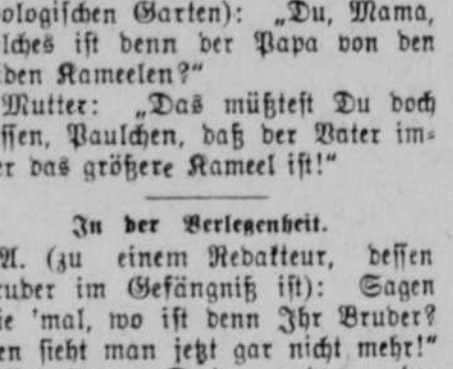 ologischen Garten): „Du, Mama,
lches ist denn der Papa von den
den Kameelen?“
Mutter: „Das müßtest Du doch
ssen, Paulchen, daß der Vater im⸗
er das größere Kameel ist!“
In der Verlegenheit.
A. (zu einem Redakteur, dessen
ruder im Gefängniß ist): Sagen
ie 'mal, wo ist denn Ihr Bruder?
en sieht man jetzt gar nicht mehr!“